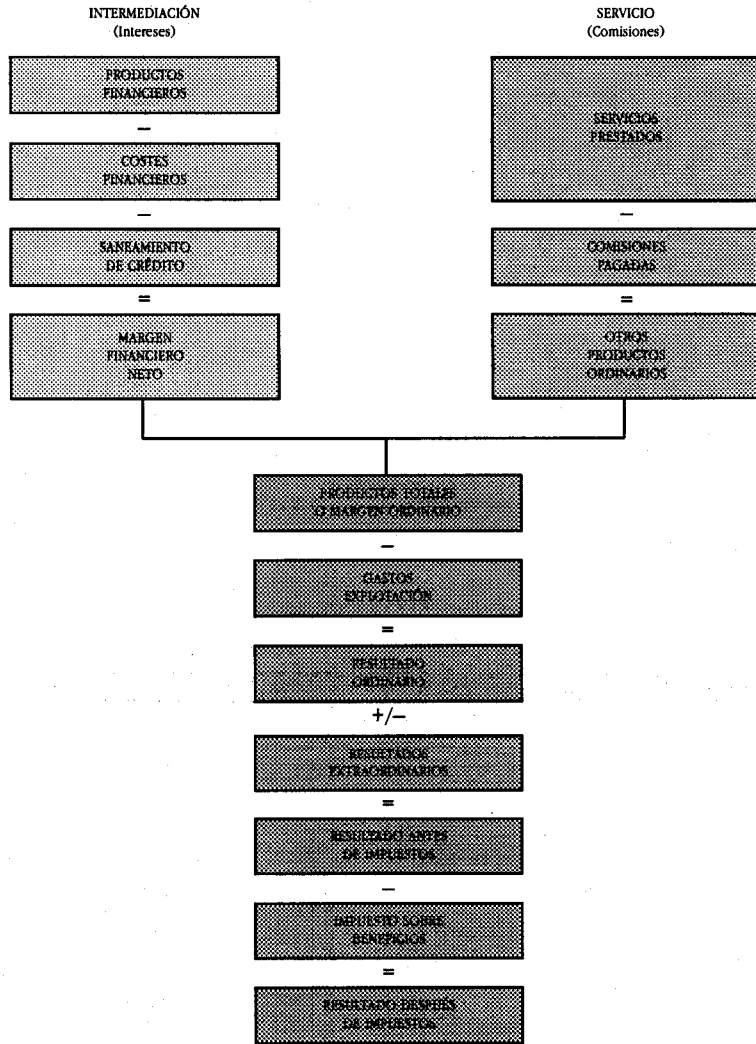 INTERMEDIACIÓN
(Intereses)
PRODUCTOS
FINANCIEROS
−
COSTES
FINANCIEROS
−
SANEAMIENTO
DE CRÉDITO
=
MARGEN
FINANCIERO
NETO
SERVICIO
(Comisiones)
SERVICIOS
PRESTADOS
−
COMISIONES
PAGADAS
=
OTROS
PRODUCTOS
ORDINARIOS
PRODUCTOS TOTALES
O MARGEN ORDINARIO
−
GASTOS
EXPLOTACIÓN
=
RESULTADO
ORDINARIO
+/−
RESULTADOS
EXTRAORDINARIOS
=
RESULTADO ANTES
DE IMPUESTOS
−
IMPUESTO SOBRE
BENEFICIOS
=
RESULTADO DESPUÉS
DE IMPUESTOS